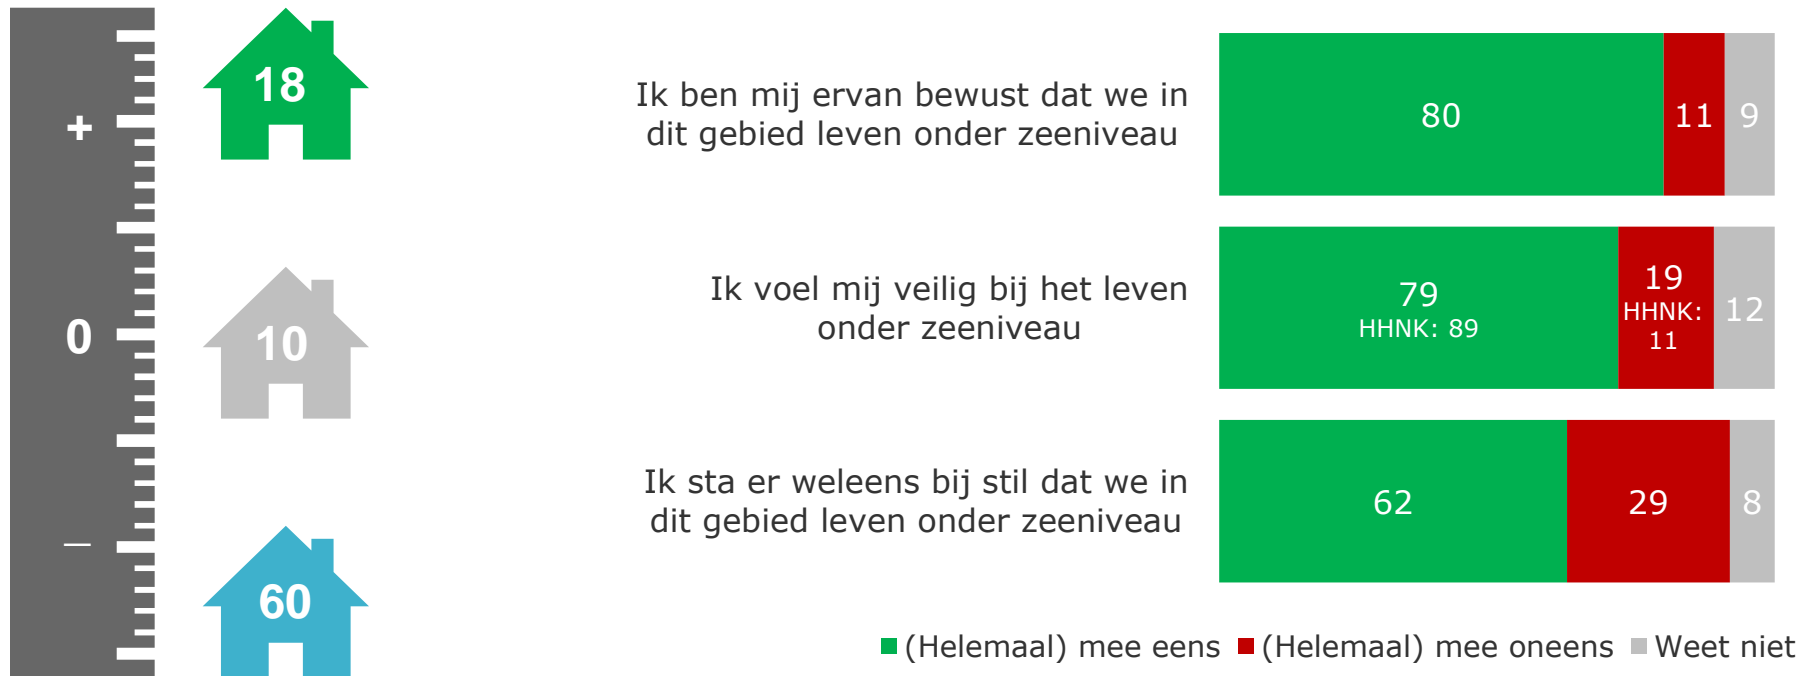 +
0
_
18
10
60
Ik ben mij ervan bewust dat we in
dit gebied leven onder zeeniveau
80
11
9
Ik voel mij veilig bij het leven
onder zeeniveau
79
HHNK: 89
19
HHNK:
11
12
Ik sta er weleens bij stil dat we in
dit gebied leven onder zeeniveau
62
29
8
(Helemaal) mee eens (Helemaal) mee oneens Weet niet